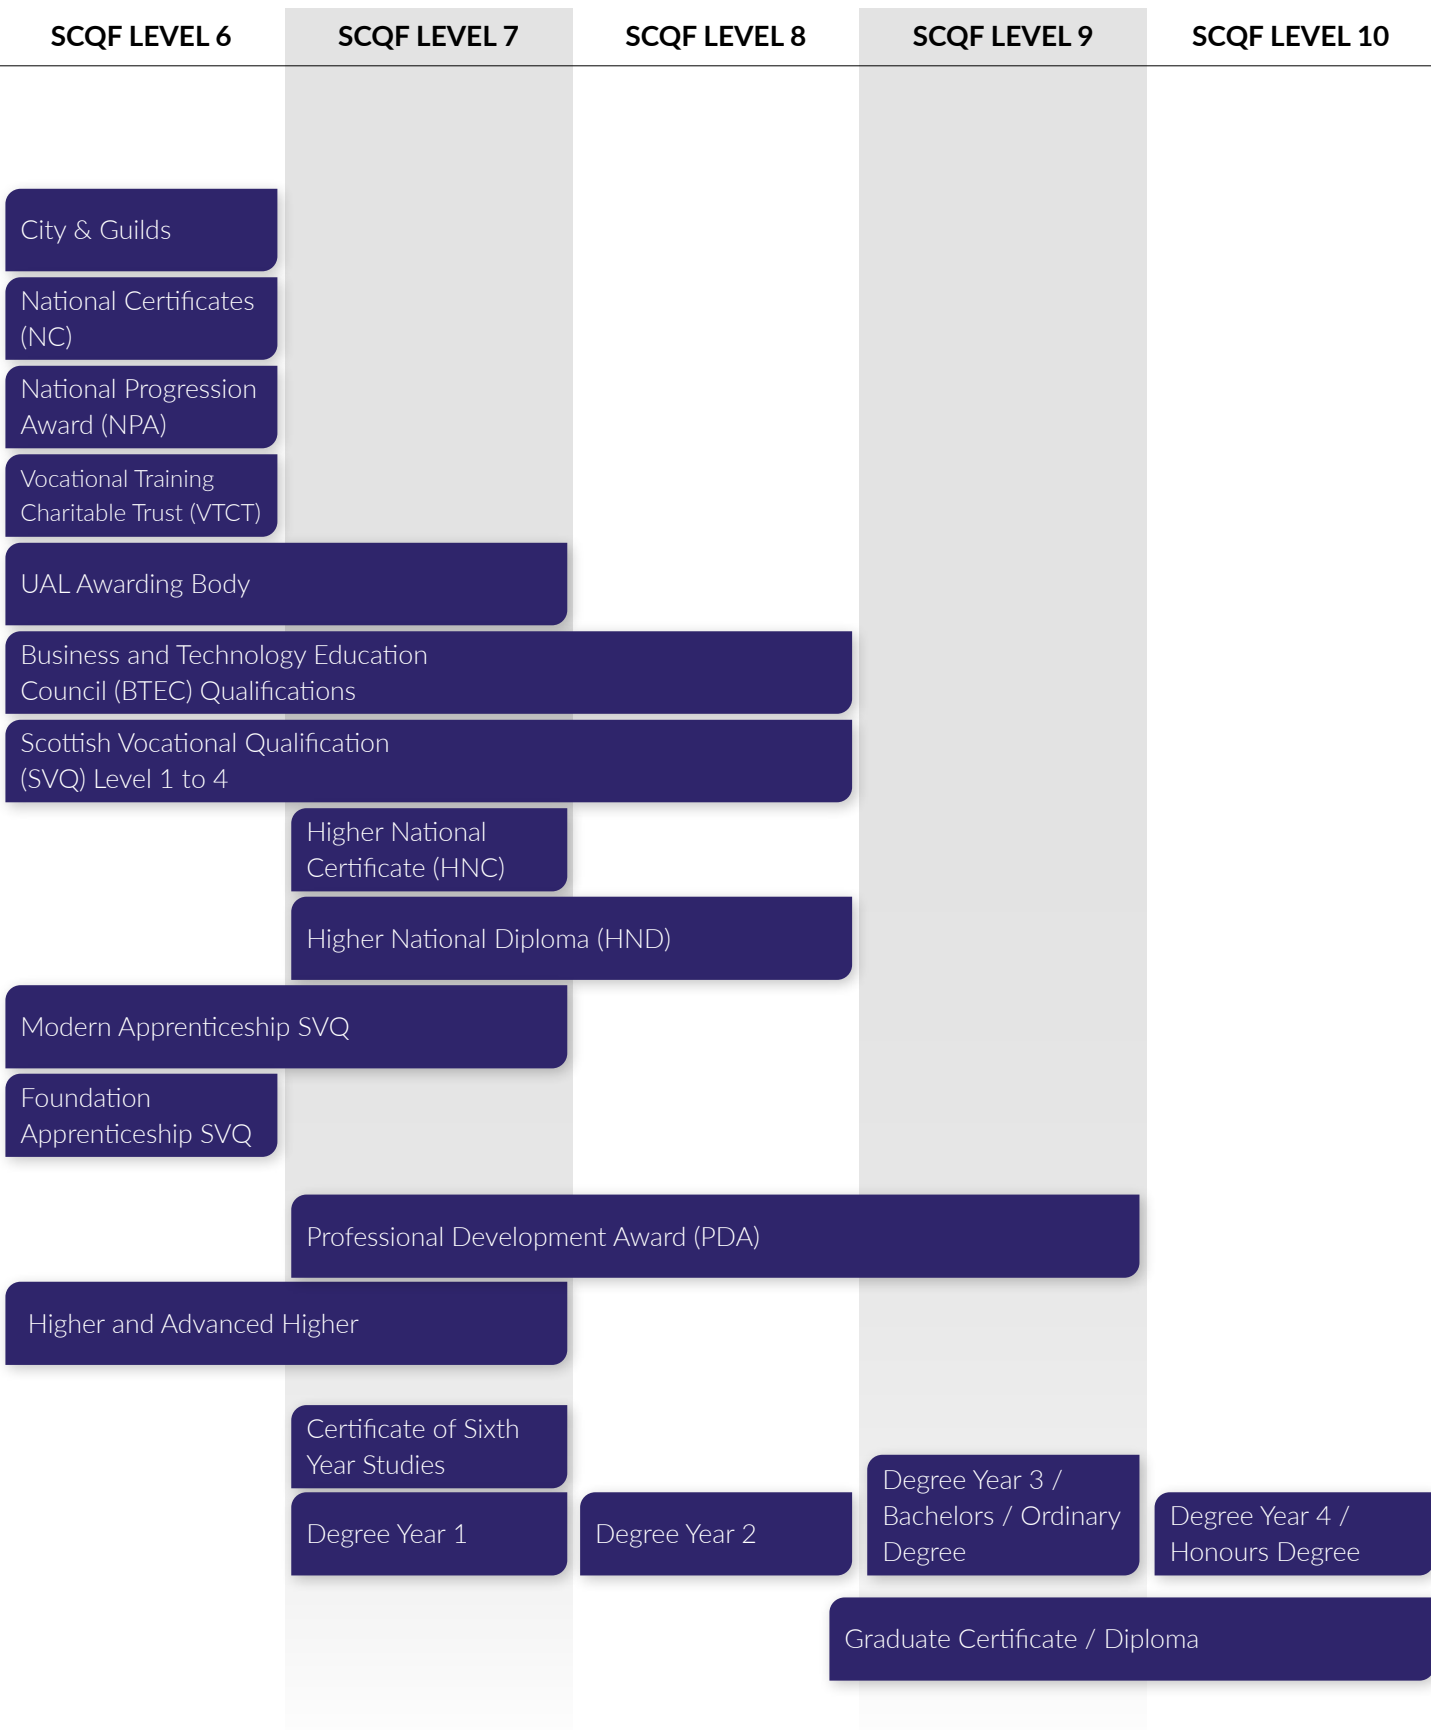 SCQF LEVEL 6 SCQF LEVEL 7 SCQF LEVEL 8 SCQF LEVEL 9 SCQF LEVEL 10
City & Guilds
National Certificates
(NC)
National Progression
Award (NPA)
Vocational Training
Charitable Trust (VTCT)
UAL Awarding Body
Business and Technology Education
Council (BTEC) Qualifications
Scottish Vocational Qualification
(SVQ) Level 1 to 4
Higher National
Certificate (HNC)
Higher National Diploma (HND)
Modern Apprenticeship SVQ
Foundation
Apprenticeship SVQ
Professional Development Award (PDA)
Higher and Advanced Higher
Certificate of Sixth
Year Studies
Degree Year 1
Degree Year 2
Degree Year 3 /
Bachelors / Ordinary
Degree
Degree Year 4 /
Honours Degree
Graduate Certificate / Diploma